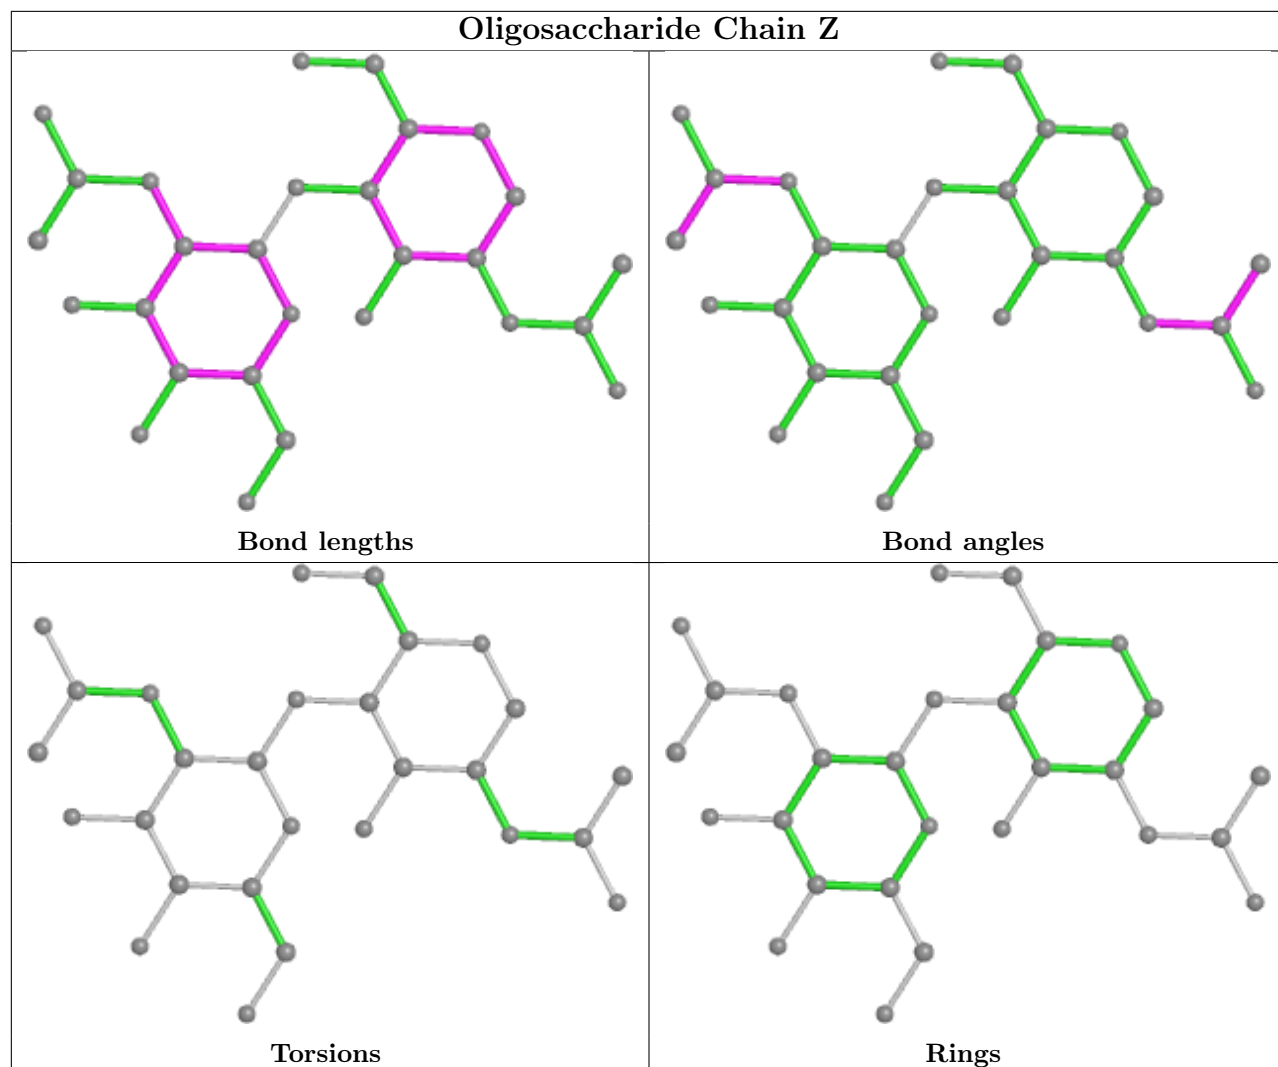 Oligosaccharide Chain Z
Bond lengths
Bond angles
Torsions
Rings